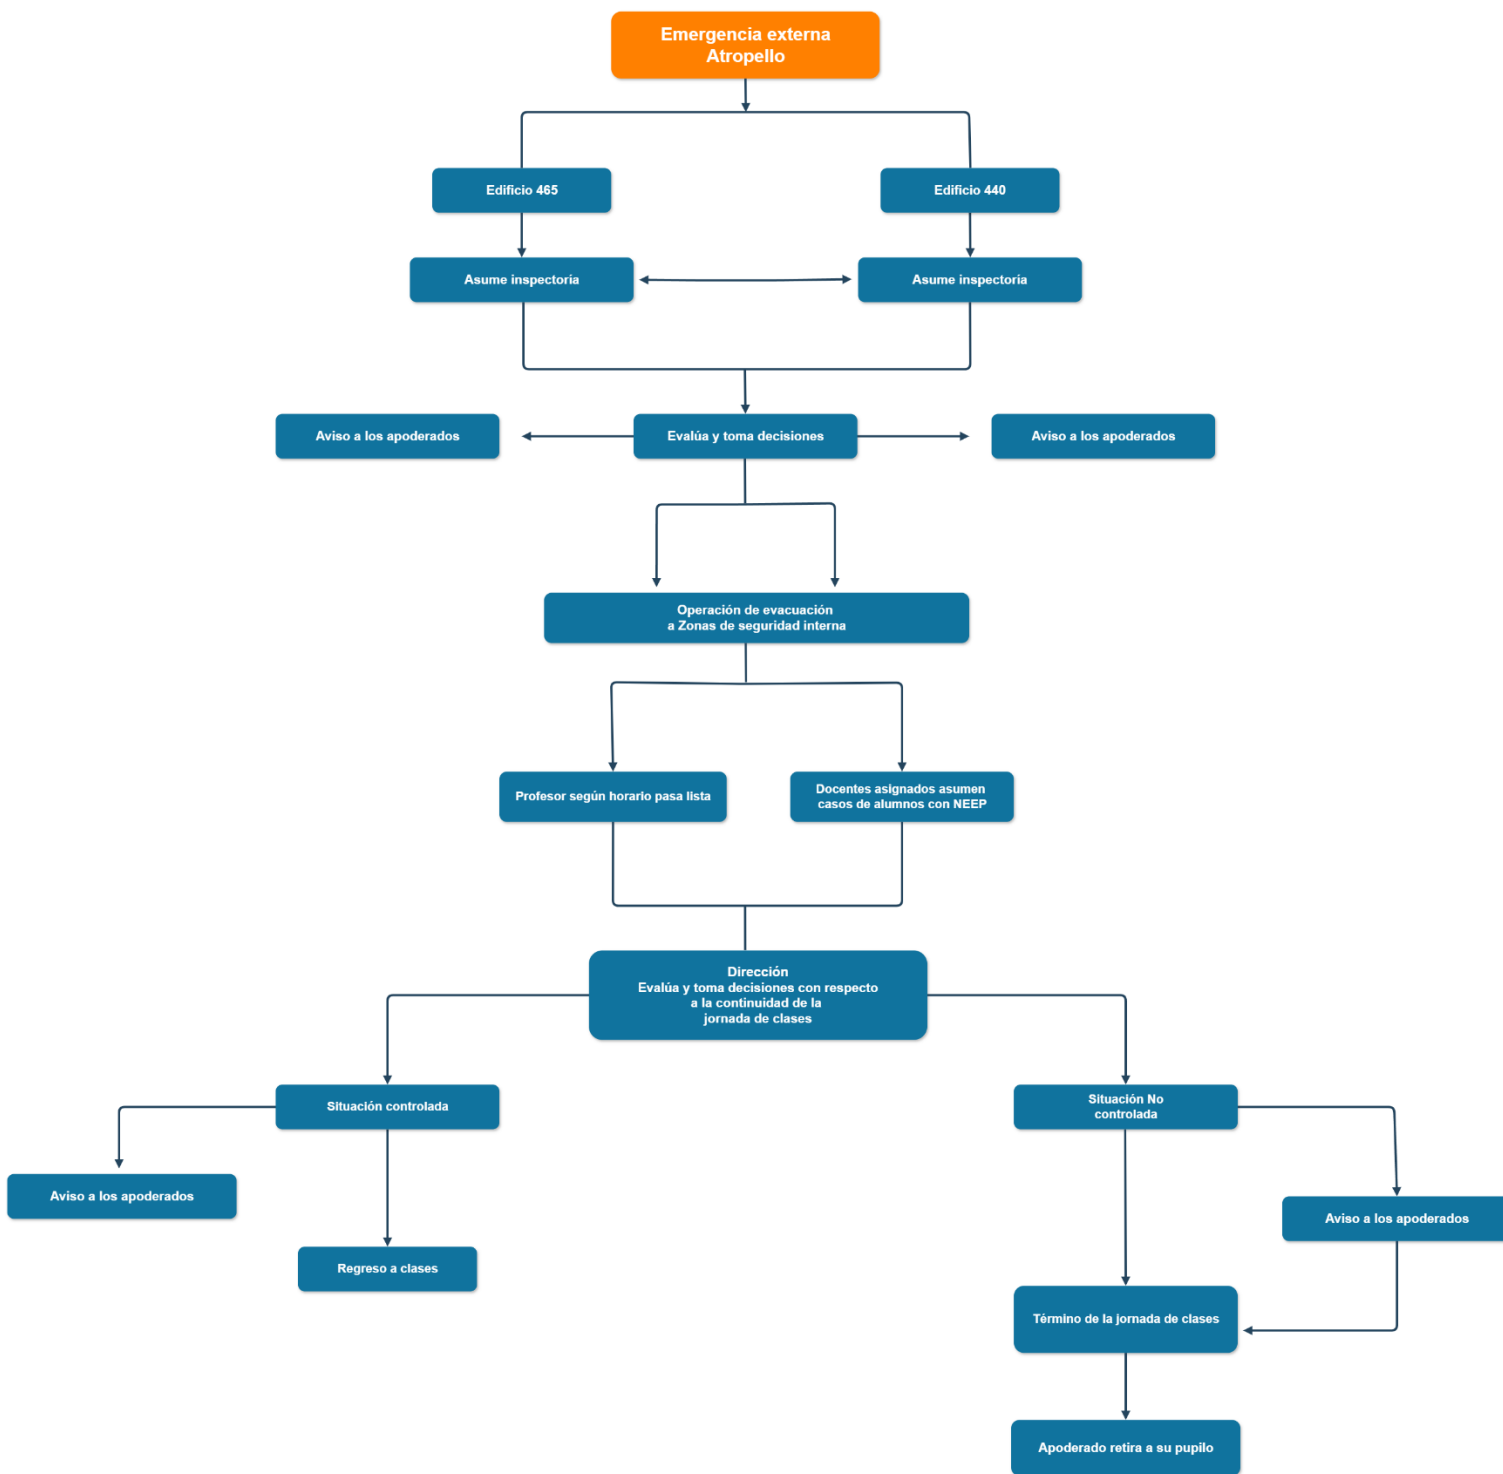 Emergencia externa
Atropello
Edificio 465
Edificio 440
Asume inspectoría
Asume inspectoría
Aviso a los apoderados
Evalúa y toma decisiones
Aviso a los apoderados
Operación de evacuación
a Zonas de seguridad interna
Profesor según horario pasa lista
Docentes asignados asumen
casos de alumnos con NEEP
Dirección
Evalúa y toma decisiones con respecto
a la continuidad de la
jornada de clases
Situación controlada
Situación No
controlada
Aviso a los apoderados
Aviso a los apoderados
Regreso a clases
Término de la jornada de clases
Apoderado retira a su pupilo